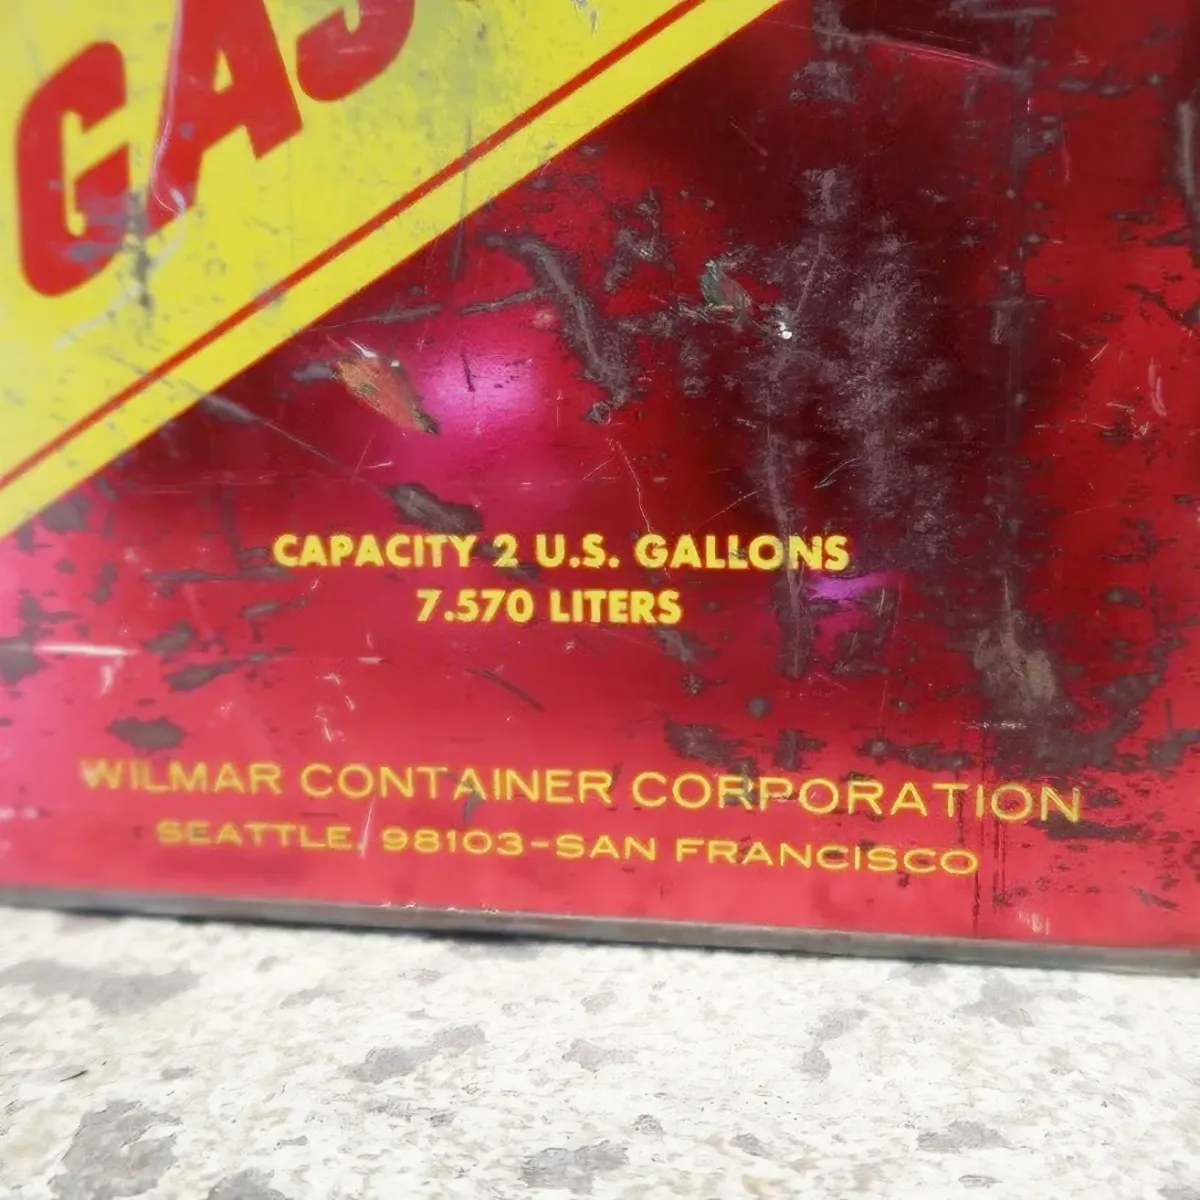 GAS
CAPACITY 2 U.S. GALLONS
7.570 LITERS
WILMAR CONTAINER CORPORATION
SEATTLE, 98103-SAN FRANCISCO